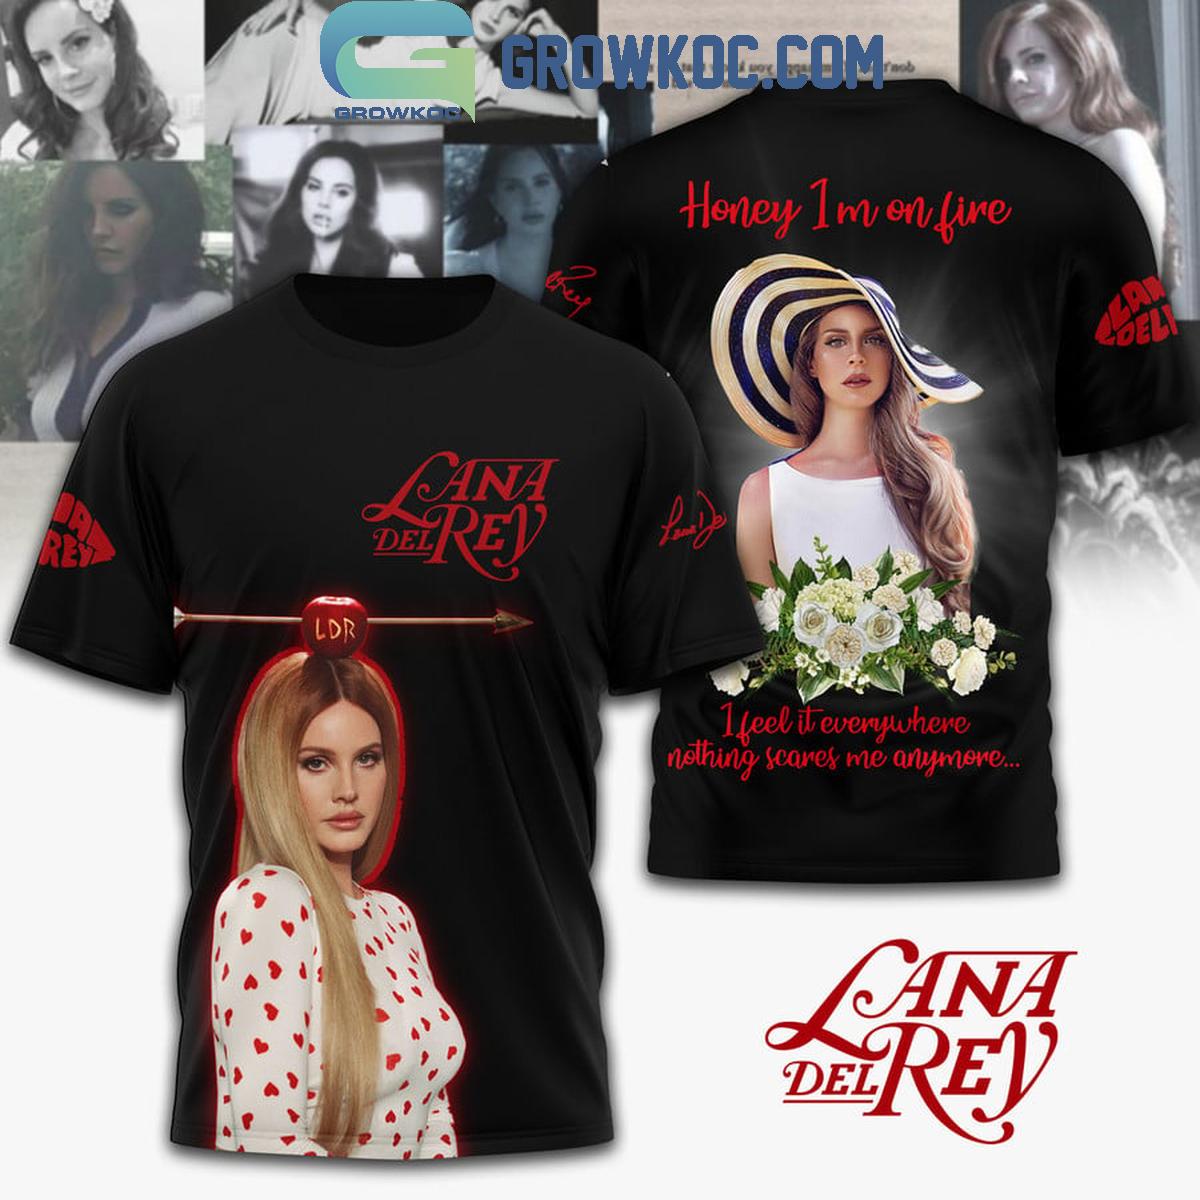 GROWKOC.COM
GROWKOC
Honey I'm on fire
LANA
DEL REY
LDR
I feel it everywhere
nothing scares me anymore...
LANA
DEL REY